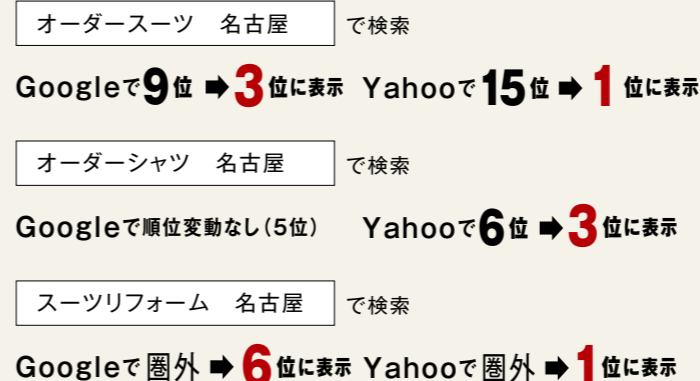 オーダースーツ 名古屋 で検索
Googleで9位 ➡ 3位に表示 Yahooで15位 ➡ 1位に表示
オーダーシャツ 名古屋 で検索
Googleで順位変動なし（5位） Yahooで6位 ➡ 3位に表示
スーツリフォーム 名古屋 で検索
Googleで圏外 ➡ 6位に表示 Yahooで圏外 ➡ 1位に表示